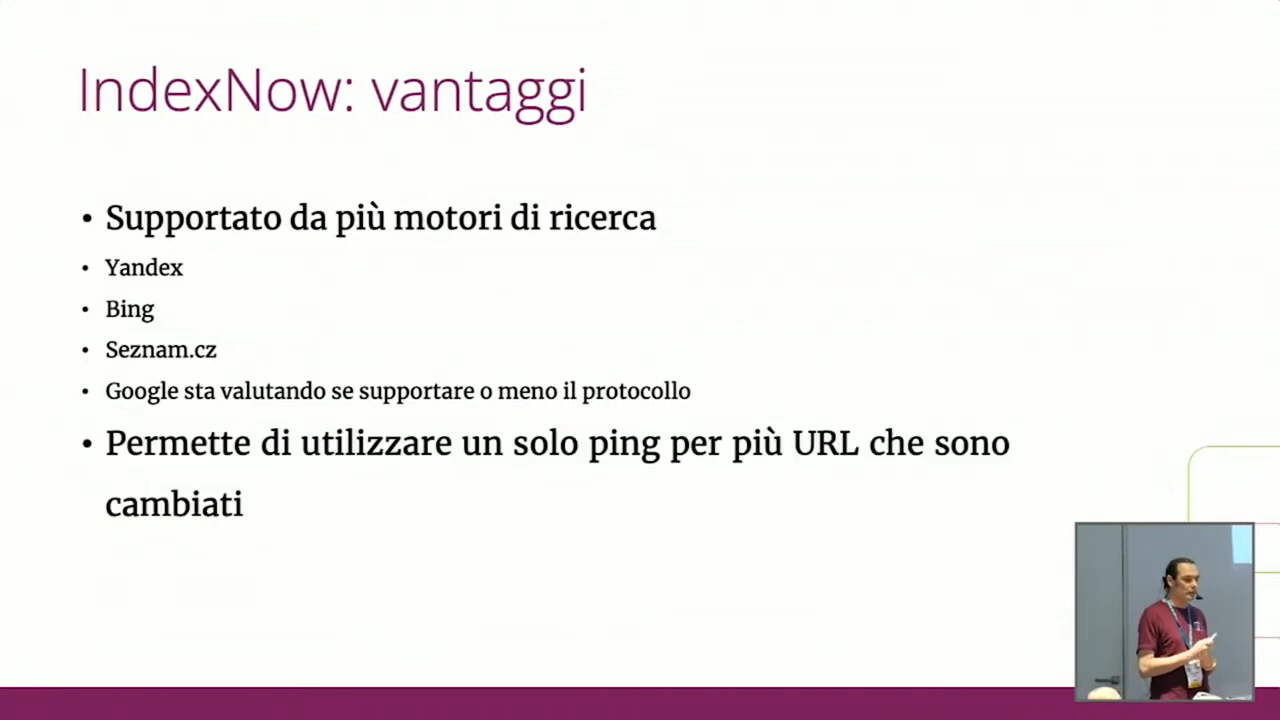 IndexNow: vantaggi
• Supportato da più motori di ricerca
• Yandex
• Bing
• Seznam.cz
• Google sta valutando se supportare o meno il protocollo
• Permette di utilizzare un solo ping per più URL che sono
cambiati